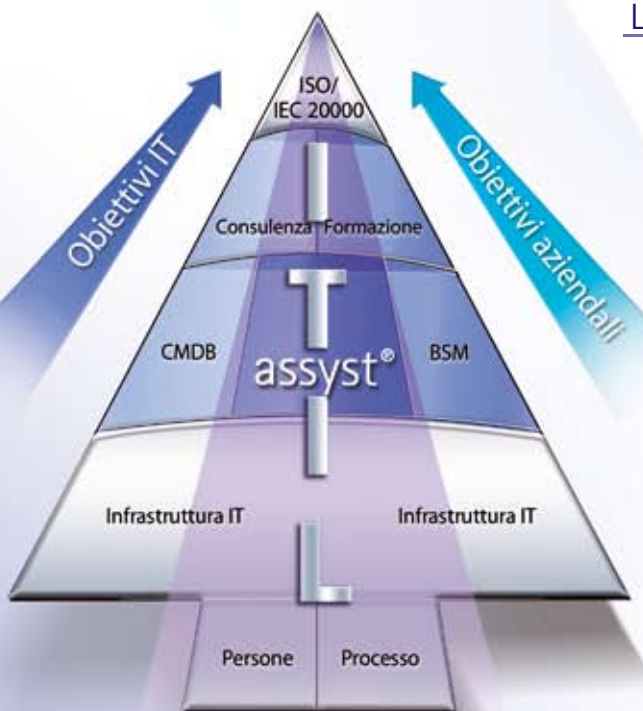 L
ISO/
IEC 20000
Obiettivi IT
Obiettivi aziendali
I
Consulenza Formazione
T
CMDB
assyst®
BSM
I
Infrastruttura IT
Infrastruttura IT
L
Persone
Processo